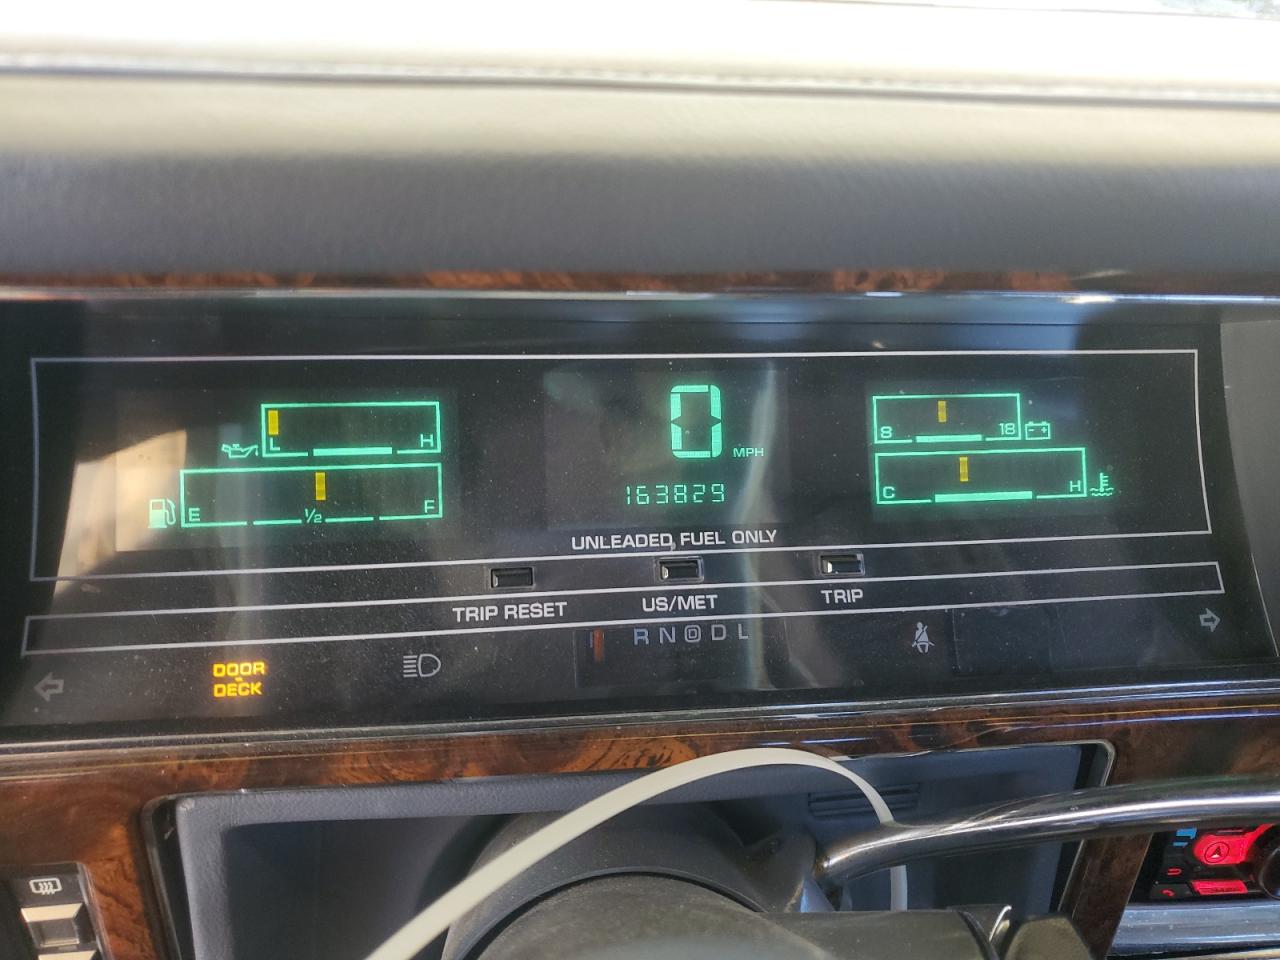 L H
E ½ F
0 MPH
163829
8 18
C H
UNLEADED FUEL ONLY
TRIP RESET US/MET TRIP
R N D D L
DOOR
DECK